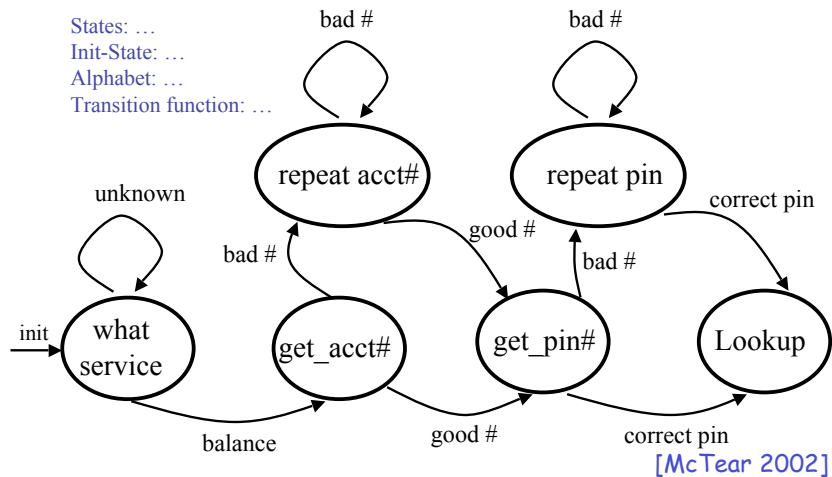 States: …
Init-State: …
Alphabet: …
Transition function: …
bad #
bad #
repeat acct#
repeat pin
unknown
correct pin
good #
bad #
bad #
init
what
service
get_acct#
get_pin#
Lookup
balance
good #
correct pin
[McTear 2002]